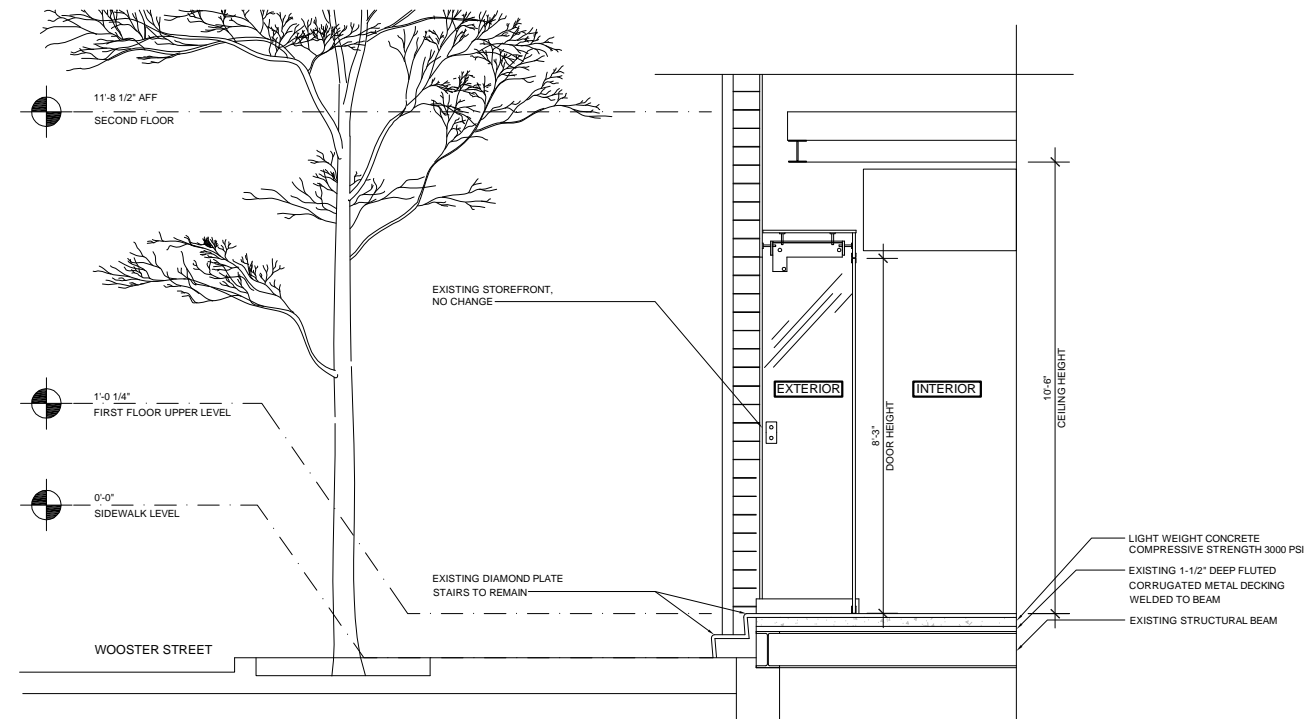 11'-8 1/2" AFF
SECOND FLOOR
EXISTING STOREFRONT,
NO CHANGE
EXTERIOR
INTERIOR
8'-3"
DOOR HEIGHT
10'-6"
CEILING HEIGHT
1'-0 1/4"
FIRST FLOOR UPPER LEVEL
0'-0"
SIDEWALK LEVEL
EXISTING DIAMOND PLATE
STAIRS TO REMAIN
LIGHT WEIGHT CONCRETE
COMPRESSIVE STRENGTH 3000 PSI
EXISTING 1-1/2" DEEP FLUTED
CORRUGATED METAL DECKING
WELDED TO BEAM
EXISTING STRUCTURAL BEAM
WOOSTER STREET